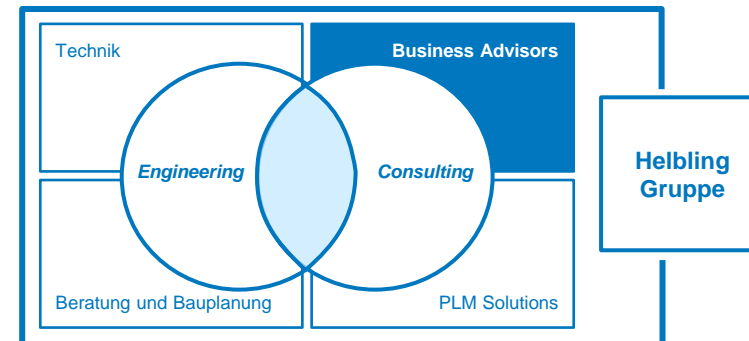 Technik
Business Advisors
Engineering
Consulting
Helbling
Gruppe
Beratung und Bauplanung
PLM Solutions